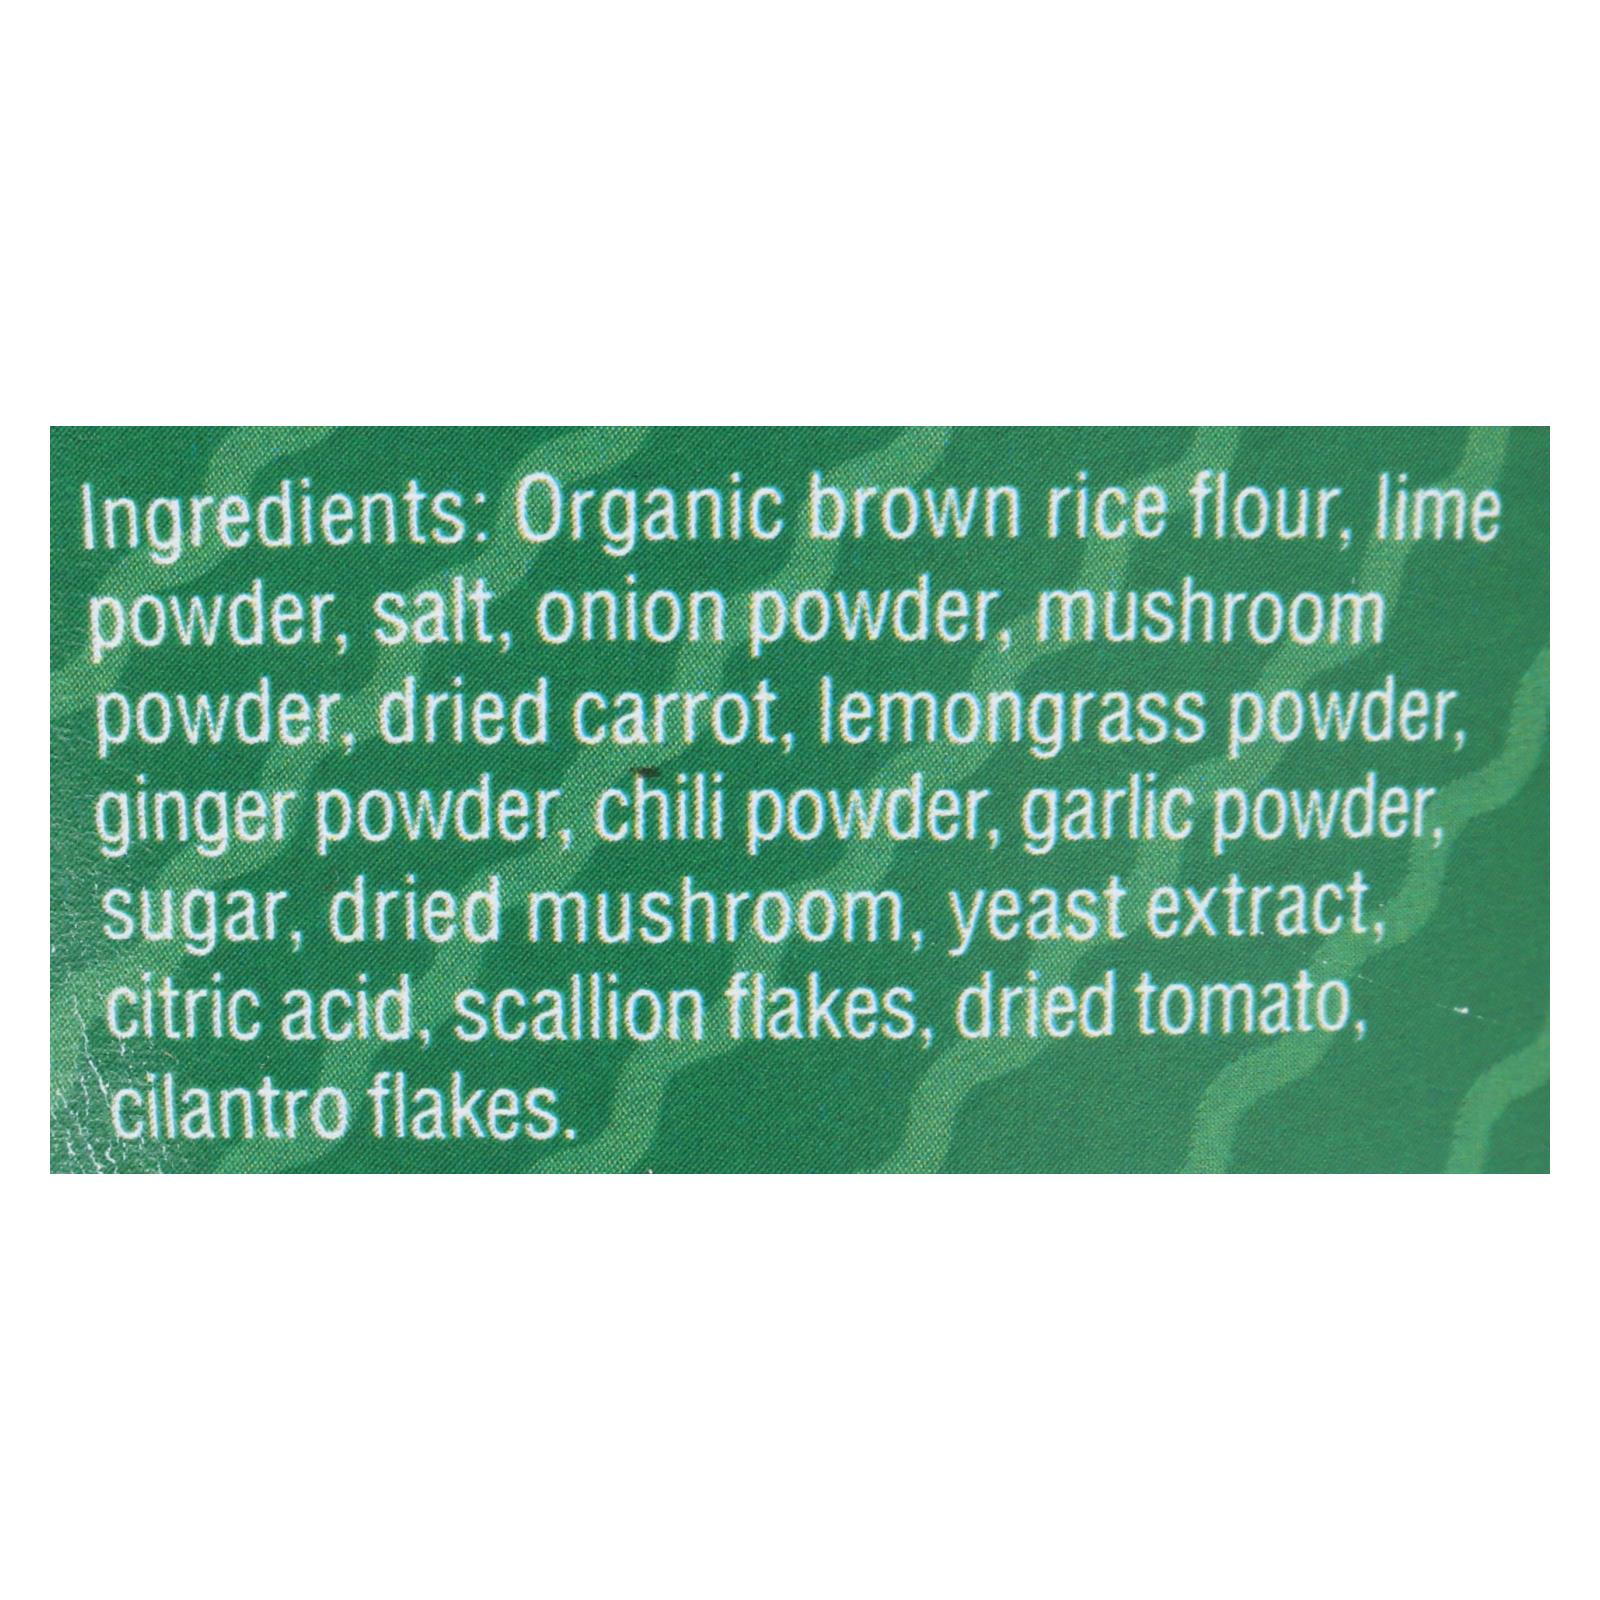 Ingredients: Organic brown rice flour, lime
powder, salt, onion powder, mushroom
powder, dried carrot, lemongrass powder,
ginger powder, chili powder, garlic powder,
sugar, dried mushroom, yeast extract,
citric acid, scallion flakes, dried tomato,
cilantro flakes.